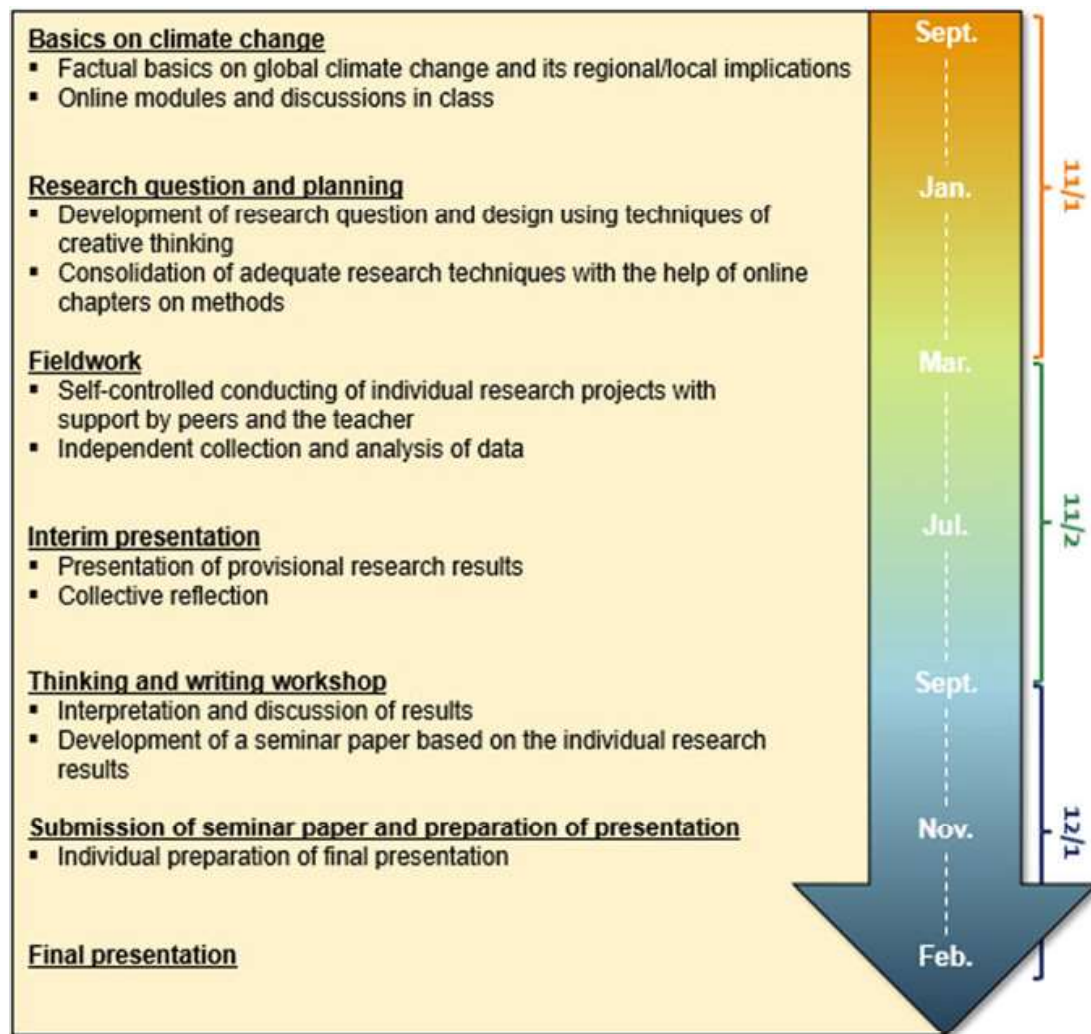 Basics on climate change
▪ Factual basics on global climate change and its regional/local implications
▪ Online modules and discussions in class
Research question and planning
▪ Development of research question and design using techniques of
creative thinking
▪ Consolidation of adequate research techniques with the help of online
chapters on methods
Fieldwork
▪ Self-controlled conducting of individual research projects with
support by peers and the teacher
▪ Independent collection and analysis of data
Interim presentation
▪ Presentation of provisional research results
▪ Collective reflection
Thinking and writing workshop
▪ Interpretation and discussion of results
▪ Development of a seminar paper based on the individual research
results
Submission of seminar paper and preparation of presentation
▪ Individual preparation of final presentation
Final presentation
Sept.
Jan.
Mar.
Jul.
Sept.
Nov.
Feb.
11/1
11/2
12/1